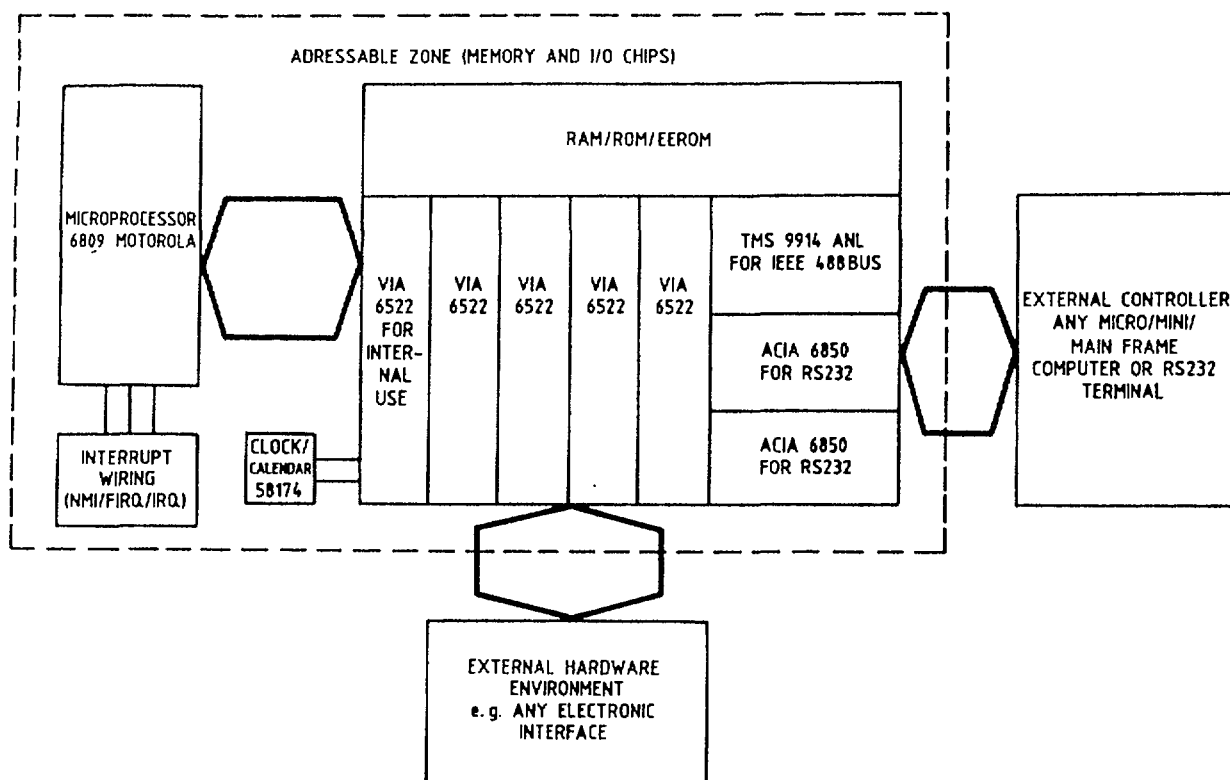 ADRESSABLE ZONE (MEMORY AND I/O CHIPS)
RAM/ROM/EEROM
MICROPROCESSOR
6809 MOTOROLA
VIA
6522
FOR
INTER-
NAL
USE
VIA
6522
VIA
6522
VIA
6522
VIA
6522
TMS 9914 ANL
FOR IEEE 488BUS
ACIA 6850
FOR RS232
ACIA 6850
FOR RS232
EXTERNAL CONTROLLER
ANY MICRO/MINI/
MAIN FRAME
COMPUTER OR RS232
TERMINAL
INTERRUPT
WIRING
(NMI/FIRQ/IRQ)
CLOCK/
CALENDAR
58174
EXTERNAL HARDWARE
ENVIRONMENT
e.g. ANY ELECTRONIC
INTERFACE